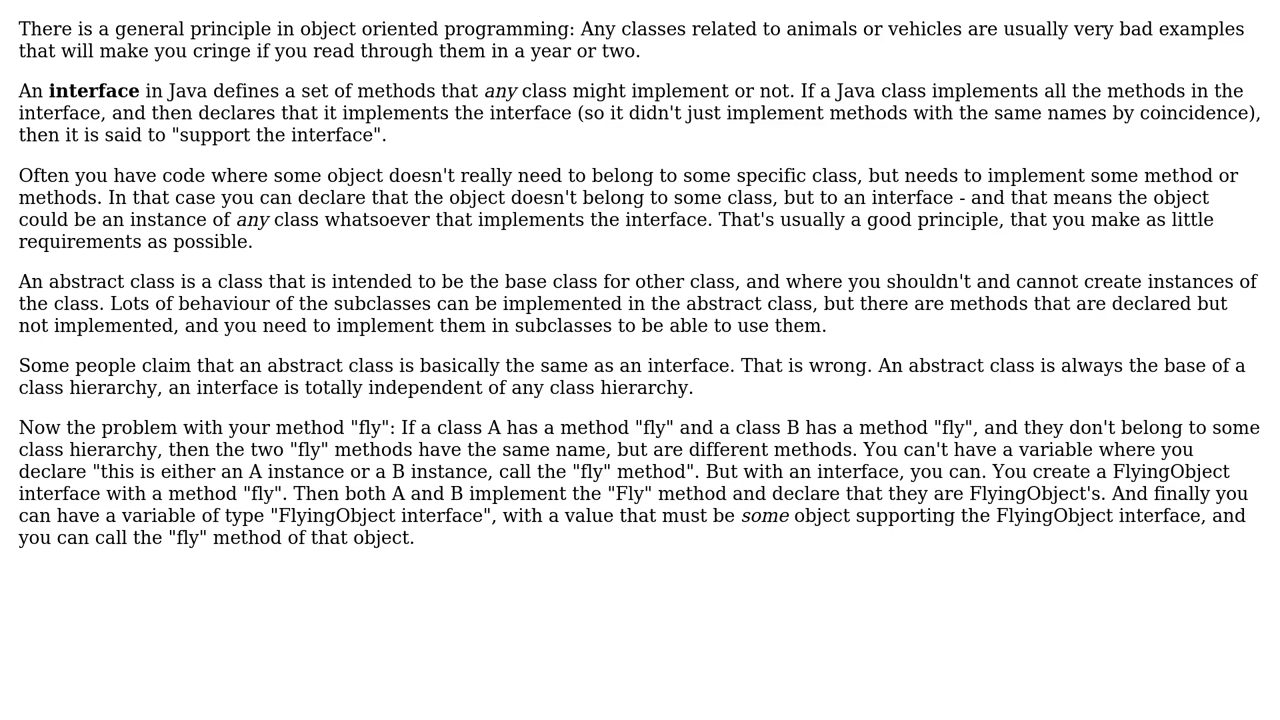 There is a general principle in object oriented programming: Any classes related to animals or vehicles are usually very bad examples
that will make you cringe if you read through them in a year or two.
An interface in Java defines a set of methods that any class might implement or not. If a Java class implements all the methods in the
interface, and then declares that it implements the interface (so it didn't just implement methods with the same names by coincidence),
then it is said to "support the interface".
Often you have code where some object doesn't really need to belong to some specific class, but needs to implement some method or
methods. In that case you can declare that the object doesn't belong to some class, but to an interface - and that means the object
could be an instance of any class whatsoever that implements the interface. That's usually a good principle, that you make as little
requirements as possible.
An abstract class is a class that is intended to be the base class for other class, and where you shouldn't and cannot create instances of
the class. Lots of behaviour of the subclasses can be implemented in the abstract class, but there are methods that are declared but
not implemented, and you need to implement them in subclasses to be able to use them.
Some people claim that an abstract class is basically the same as an interface. That is wrong. An abstract class is always the base of a
class hierarchy, an interface is totally independent of any class hierarchy.
Now the problem with your method "fly": If a class A has a method "fly" and a class B has a method "fly", and they don't belong to some
class hierarchy, then the two "fly" methods have the same name, but are different methods. You can't have a variable where you
declare "this is either an A instance or a B instance, call the "fly" method". But with an interface, you can. You create a FlyingObject
interface with a method "fly". Then both A and B implement the "Fly" method and declare that they are FlyingObject's. And finally you
can have a variable of type "FlyingObject interface", with a value that must be some object supporting the FlyingObject interface, and
you can call the "fly" method of that object.